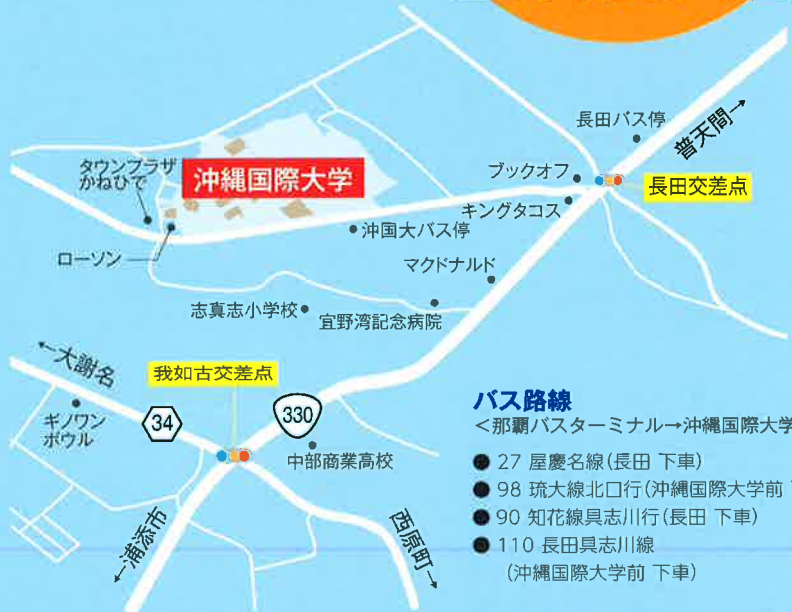 長田バス停
普天間→
タウンプラザ
かねひで
沖縄国際大学
ブックオフ
長田交差点
キングタコス
沖国大バス停
ローソン
マクドナルド
志真志小学校
宜野湾記念病院
←大謝名
我如古交差点
ギノワン
ボウル
34
330
中部商業高校
←浦添市
西原町→
バス路線
<那覇バスターミナル→沖縄国際大学
● 27 屋慶名線(長田 下車)
● 98 琉大線北口行(沖縄国際大学前
● 90 知花線具志川行(長田 下車)
● 110 長田具志川線
(沖縄国際大学前 下車)